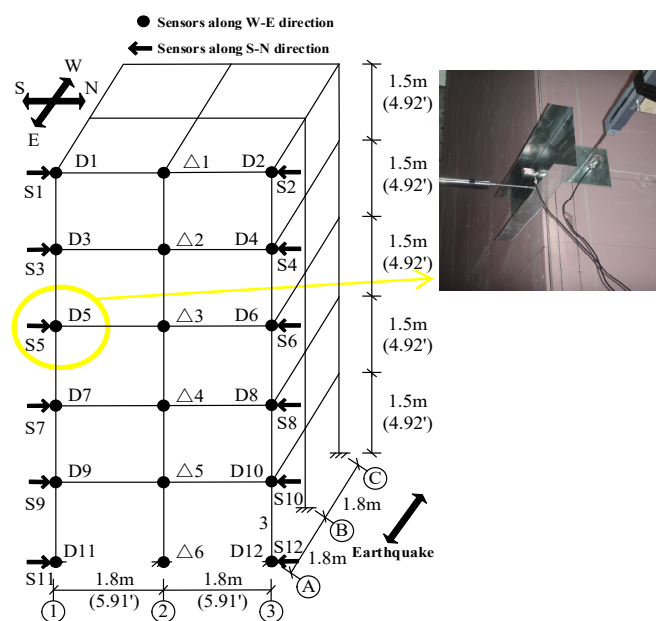 Sensors along W-E direction
Sensors along S-N direction
W
S
N
E
1.5m
(4.92')
D1
△1
D2
S1
S2
1.5m
(4.92')
D3
△2
D4
S3
S4
1.5m
(4.92')
D5
△3
D6
S5
S6
1.5m
(4.92')
D7
△4
D8
S7
S8
1.5m
(4.92')
D9
△5
D10
S9
S10
C
1.8m
B
3
D11
△6
D12
S12
1.8m
Earthquake
S11
A
1.8m
(5.91')
1.8m
(5.91')
1
2
3